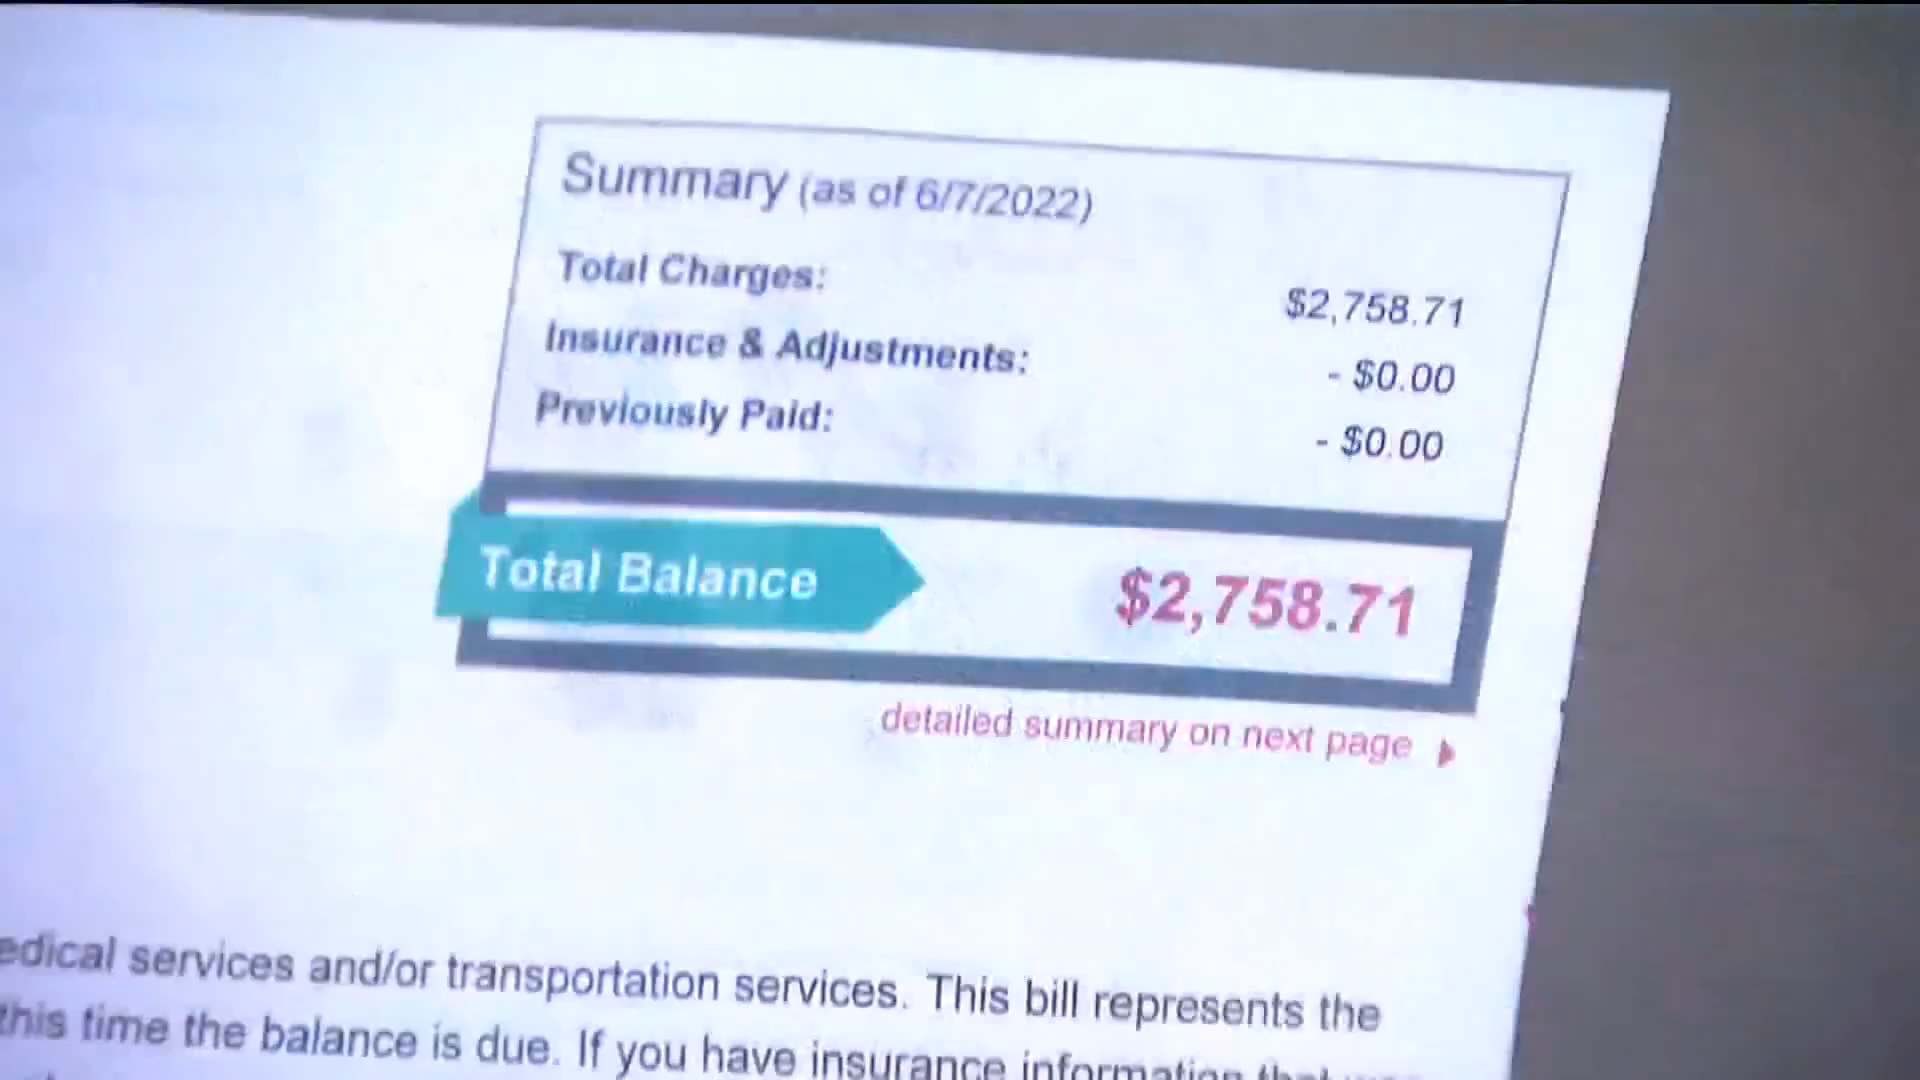 Summary (as of 6/7/2022)
Total Charges: $2,758.71
Insurance & Adjustments: - $0.00
Previously Paid: - $0.00
Total Balance $2,758.71
detailed summary on next page
edical services and/or transportation services. This bill represents the
this time the balance is due. If you have insurance information that